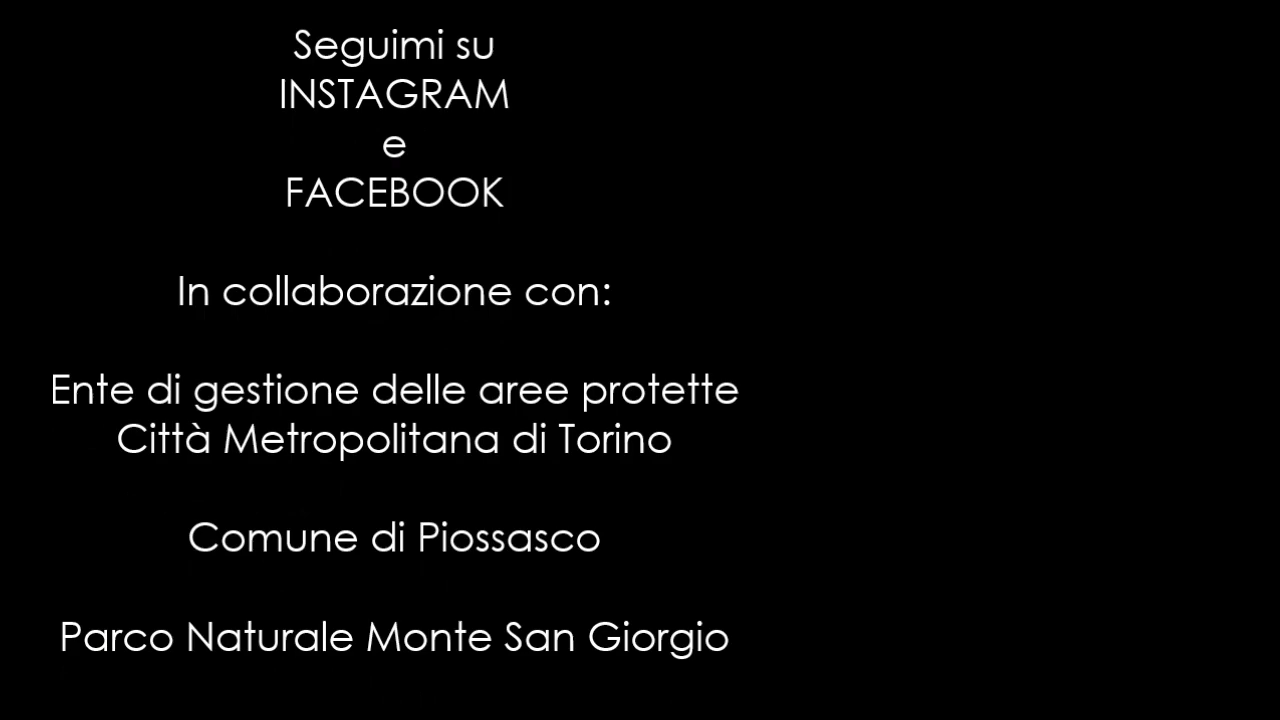 Seguimi su
INSTAGRAM
e
FACEBOOK
In collaborazione con:
Ente di gestione delle aree protette
Città Metropolitana di Torino
Comune di Piossasco
Parco Naturale Monte San Giorgio